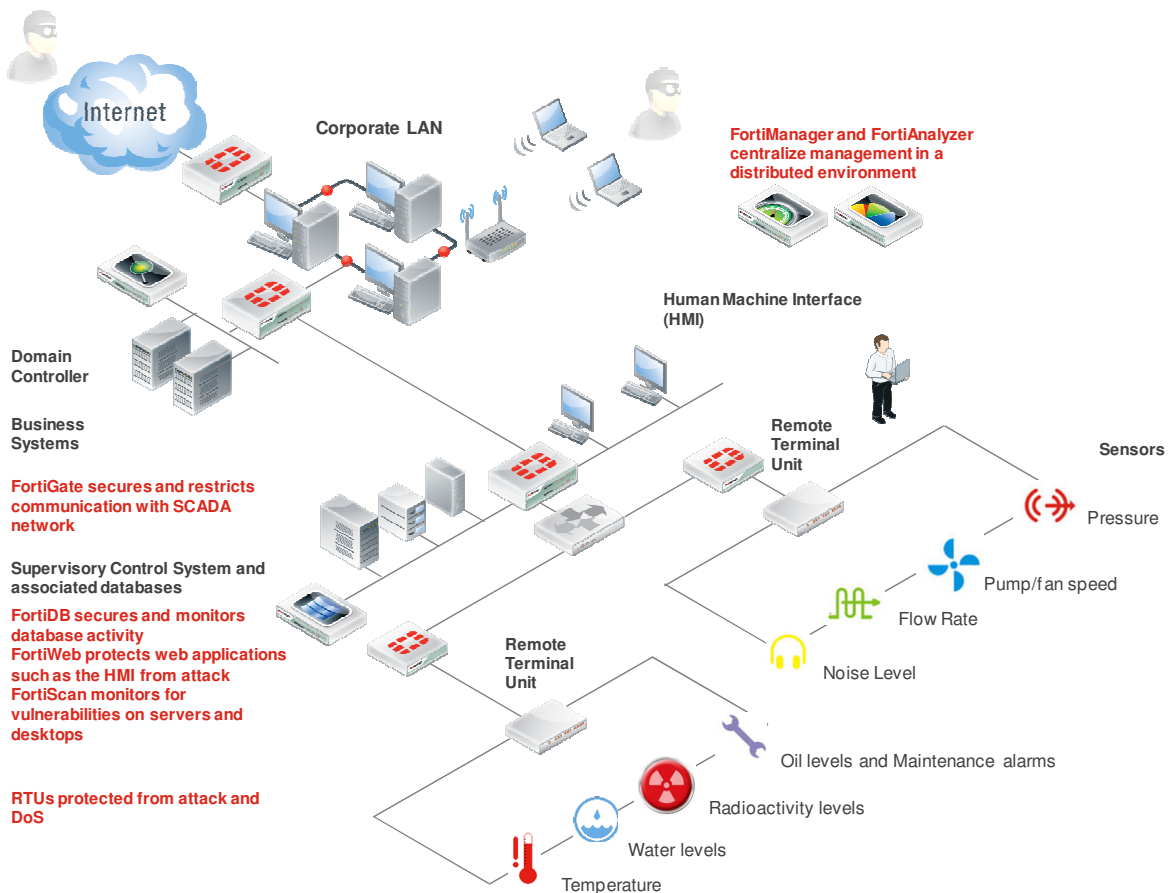 Internet
Corporate LAN
FortiManager and FortiAnalyzer
centralize management in a
distributed environment
Human Machine Interface
(HMI)
Domain
Controller
Business
Systems
Remote
Terminal
Unit
Sensors
FortiGate secures and restricts
communication with SCADA
network
Pressure
Supervisory Control System and
associated databases
Pump/fan speed
FortiDB secures and monitors
database activity
FortiWeb protects web applications
such as the HMI from attack
FortiScan monitors for
vulnerabilities on servers and
desktops
Flow Rate
Remote
Terminal
Unit
Noise Level
Oil levels and Maintenance alarms
RTUs protected from attack and
DoS
Radioactivity levels
Water levels
Temperature